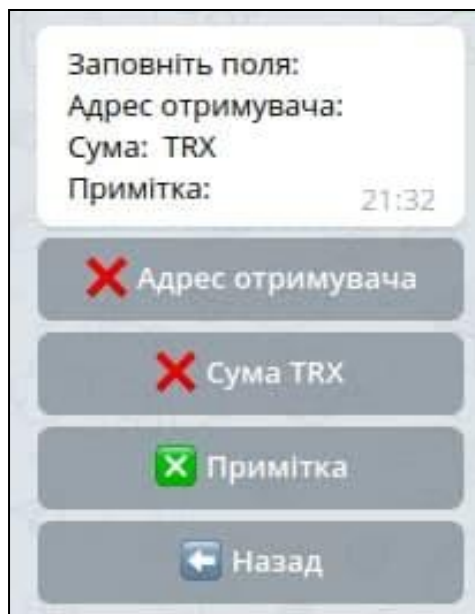 Заповніть поля:
Адрес отримувача:
Сума: TRX
Примітка:
21:32
❌ Адрес отримувача
❌ Сума TRX
❎ Примітка
⬅️ Назад